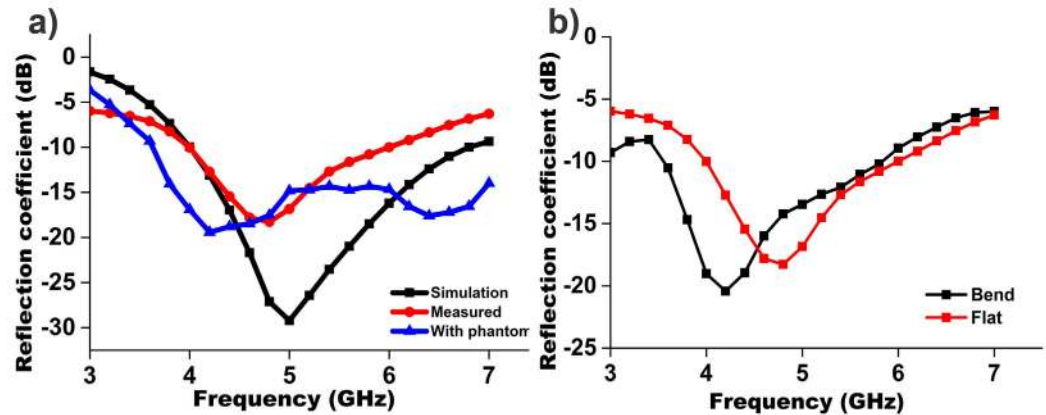 a)
Reflection coefficient (dB)
0
-5
-10
-15
-20
-25
-30
3 4 5 6 7
Frequency (GHz)
Simulation
Measured
With phantom
b)
Reflection coefficient (dB)
0
-5
-10
-15
-20
-25
3 4 5 6 7
Frequency (GHz)
Bend
Flat